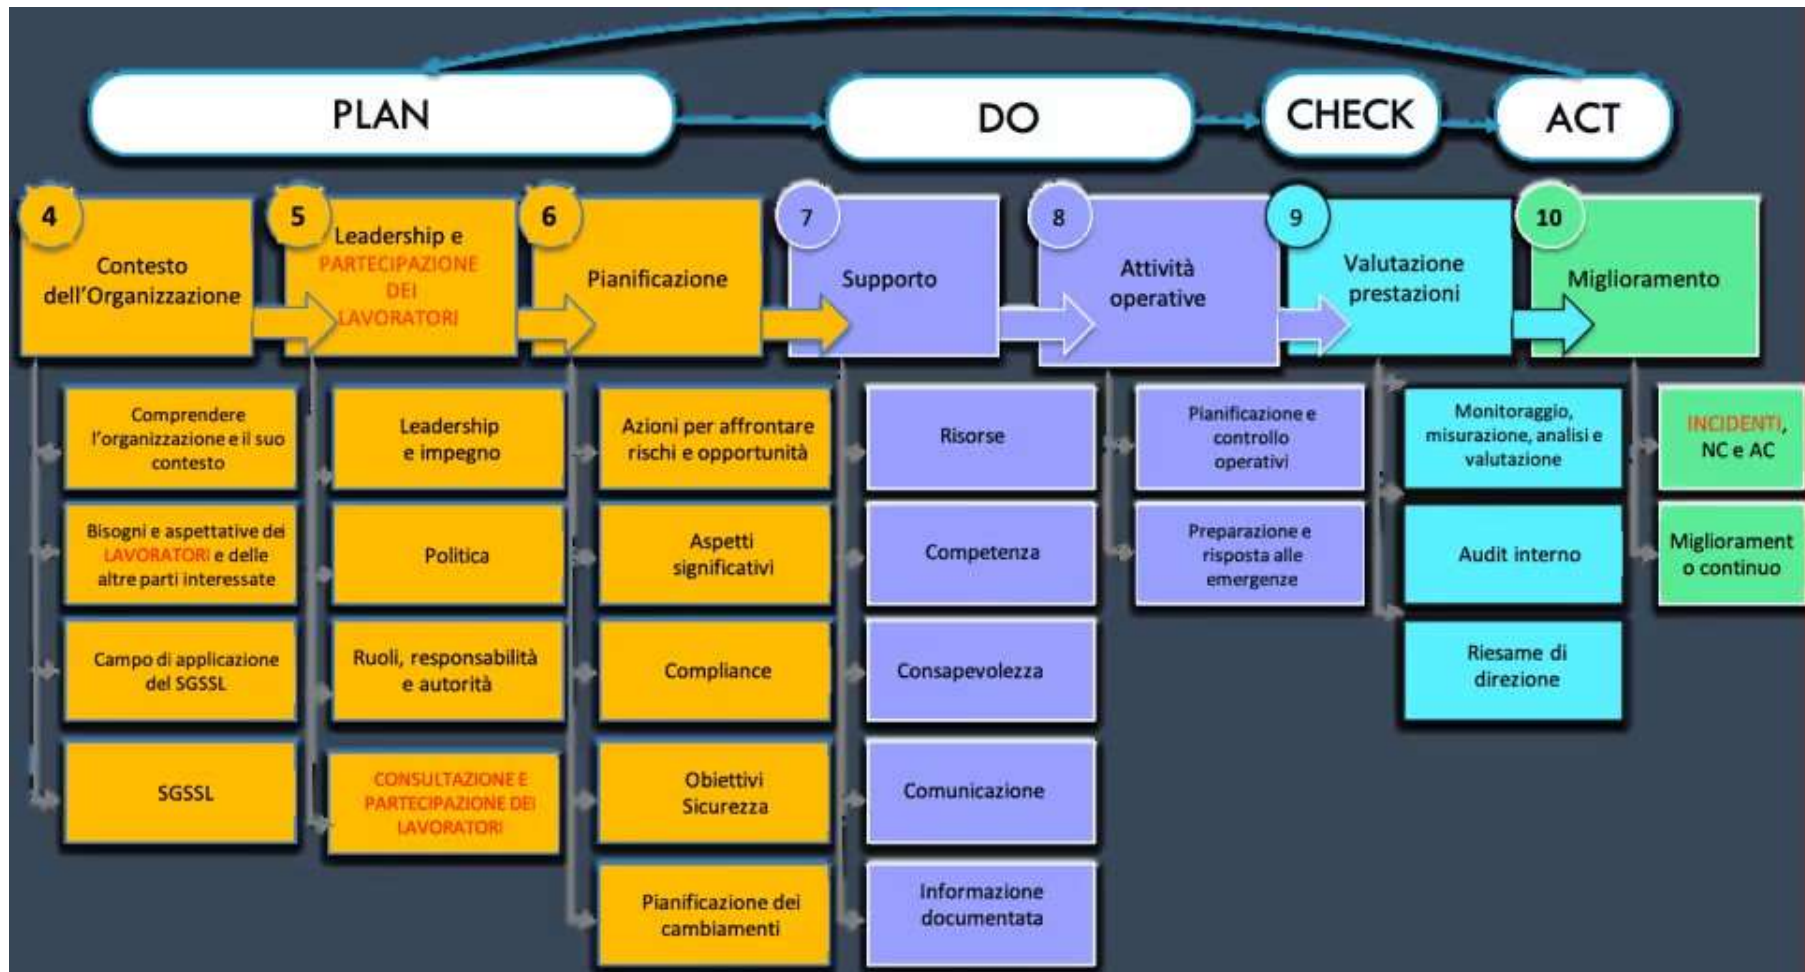 PLAN
DO
CHECK
ACT
4
Contesto
dell'Organizzazione
5
Leadership e
PARTECIPAZIONE
DEI
LAVORATORI
6
Pianificazione
7
Supporto
8
Attività
operative
9
Valutazione
prestazioni
10
Miglioramento
Comprendere
l'organizzazione e il suo
contesto
Bisogni e aspettative dei
LAVORATORI e delle
altre parti interessate
Campo di applicazione
del SGSSL
SGSSL
Leadership
e impegno
Politica
Ruoli, responsabilità
e autorità
CONSULTAZIONE E
PARTECIPAZIONE DEI
LAVORATORI
Azioni per affrontare
rischi e opportunità
Aspetti
significativi
Compliance
Obiettivi
Sicurezza
Pianificazione dei
cambiamenti
Risorse
Competenza
Consapevolezza
Comunicazione
Informazione
documentata
Pianificazione e
controllo
operativi
Preparazione e
risposta alle
emergenze
Monitoraggio,
misurazione, analisi e
valutazione
Audit interno
Riesame di
direzione
INCIDENTI,
NC e AC
Migliorament
o continuo